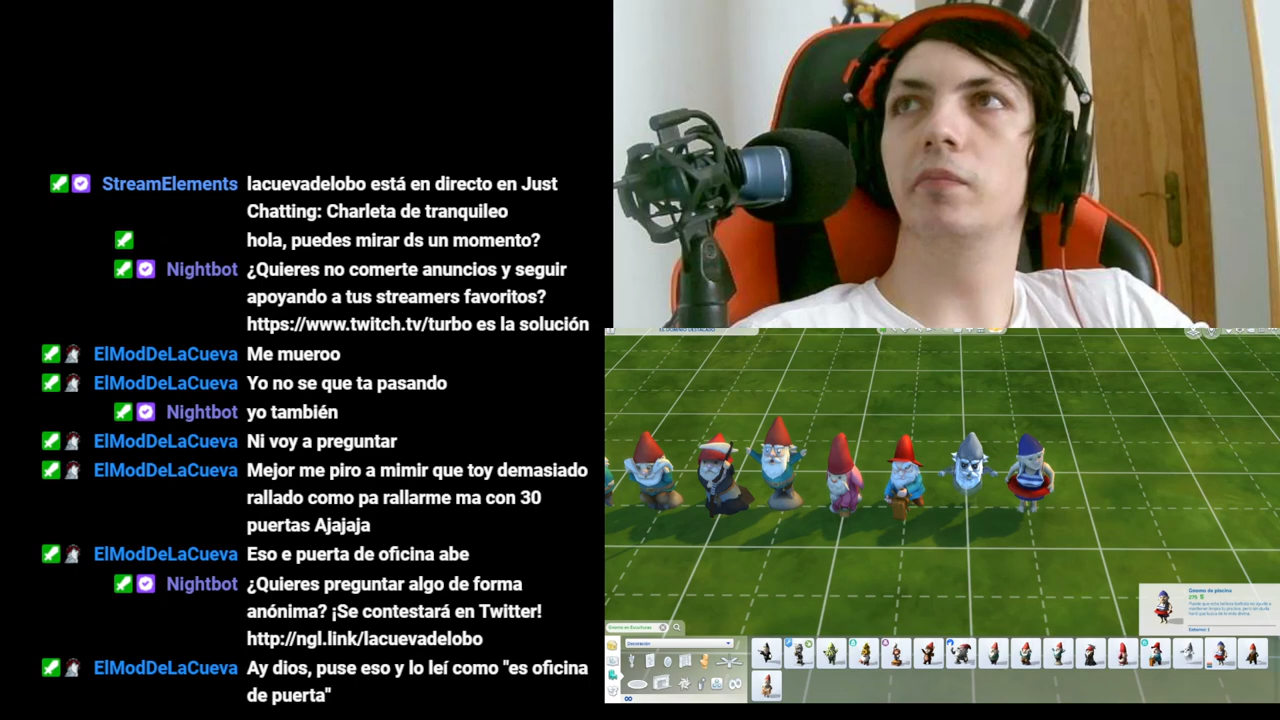 StreamElements lacuevadelobo está en directo en Just
Chatting: Charleta de tranquileo
hola, puedes mirar ds un momento?
Nightbot ¿Quieres no comerte anuncios y seguir
apoyando a tus streamers favoritos?
https://www.twitch.tv/turbo es la solución
ElModDeLaCueva Me mueroo
ElModDeLaCueva Yo no se que ta pasando
Nightbot yo también
ElModDeLaCueva Ni voy a preguntar
ElModDeLaCueva Mejor me piro a mimir que toy demasiado
rallado como pa rallarme ma con 30
puertas Ajajaja
ElModDeLaCueva Eso e puerta de oficina abe
Nightbot ¿Quieres preguntar algo de forma
anónima? ¡Se contestará en Twitter!
http://ngl.link/lacuevadelobo
ElModDeLaCueva Ay dios, puse eso y lo leí como "es oficina
de puerta"
Gnomo de piscina
275
Decoración